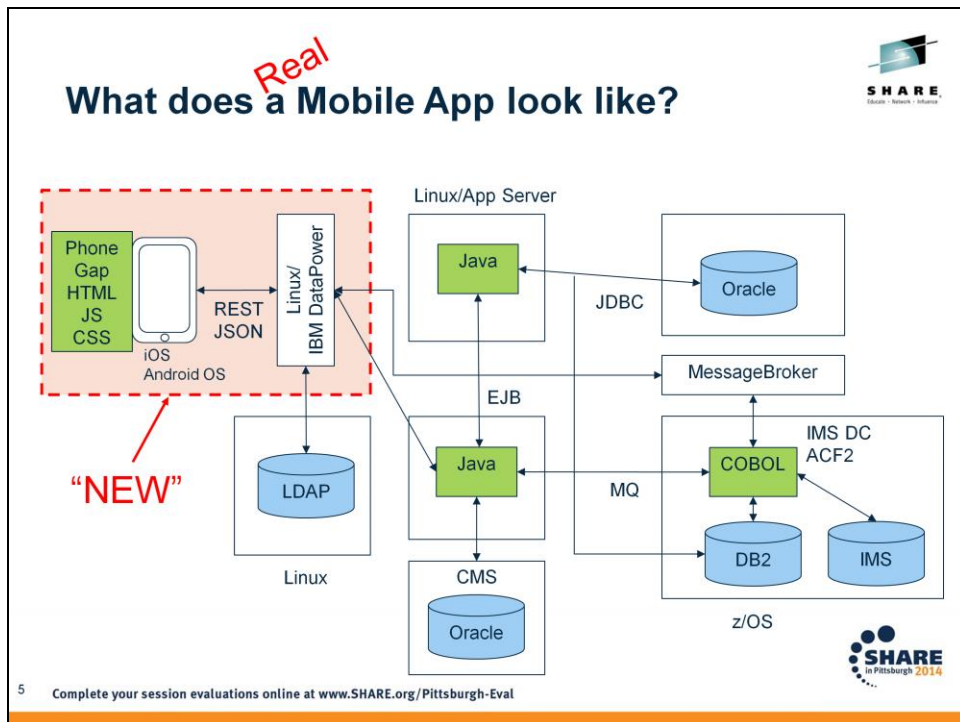 Real
What does a Mobile App look like?
SHARE
Educate · Network · Influence
Phone
Gap
HTML
JS
CSS
iOS
Android OS
REST
JSON
Linux/
IBM DataPower
"NEW"
LDAP
Linux
Linux/App Server
Java
JDBC
Oracle
EJB
Java
MQ
CMS
Oracle
MessageBroker
IMS DC
ACF2
COBOL
DB2
IMS
z/OS
SHARE
in Pittsburgh 2014
5
Complete your session evaluations online at www.SHARE.org/Pittsburgh-Eval